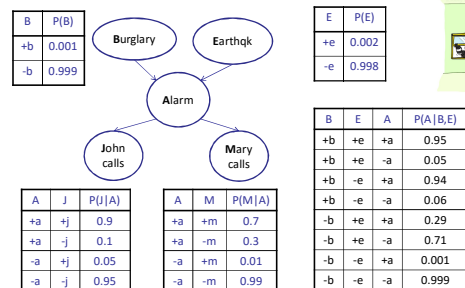 B P(B)
+b 0.001
-b 0.999
Burglary
Earthqk
E P(E)
+e 0.002
-e 0.998
Alarm
John
calls
Mary
calls
A J P(J|A)
+a +j 0.9
+a -j 0.1
-a +j 0.05
-a -j 0.95
A M P(M|A)
+a +m 0.7
+a -m 0.3
-a +m 0.01
-a -m 0.99
B E A P(A|B,E)
+b +e +a 0.95
+b +e -a 0.05
+b -e +a 0.94
+b -e -a 0.06
-b +e +a 0.29
-b +e -a 0.71
-b -e +a 0.001
-b -e -a 0.999